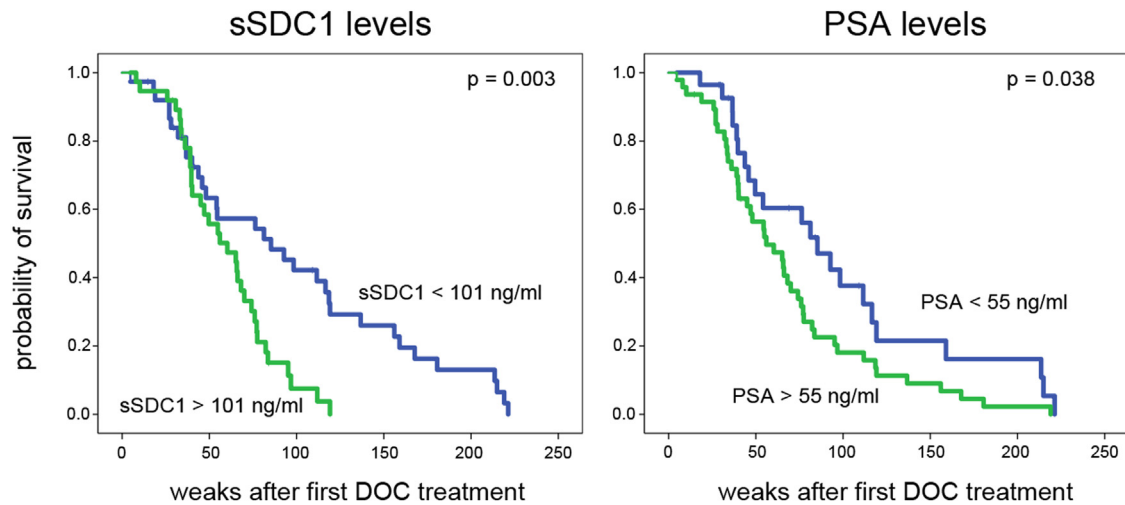 sSDC1 levels
p = 0.003
1.0
0.8
0.6
0.4
0.2
0.0
probability of survival
sSDC1 < 101 ng/ml
sSDC1 > 101 ng/ml
0 50 100 150 200 250
weaks after first DOC treatment
PSA levels
p = 0.038
1.0
0.8
0.6
0.4
0.2
0.0
PSA < 55 ng/ml
PSA > 55 ng/ml
0 50 100 150 200 250
weaks after first DOC treatment